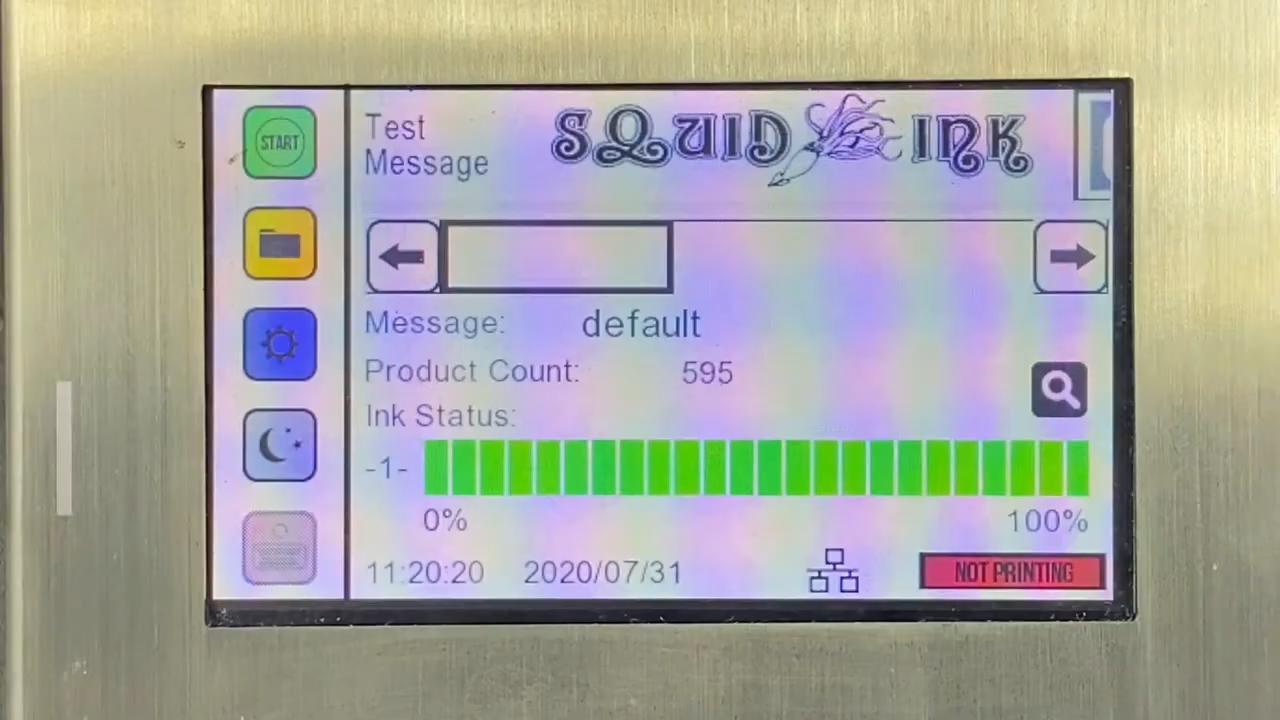 START
Test
Message
SQUID INK
Message: default
Product Count: 595
Ink Status:
-1-
0% 100%
11:20:20 2020/07/31
NOT PRINTING